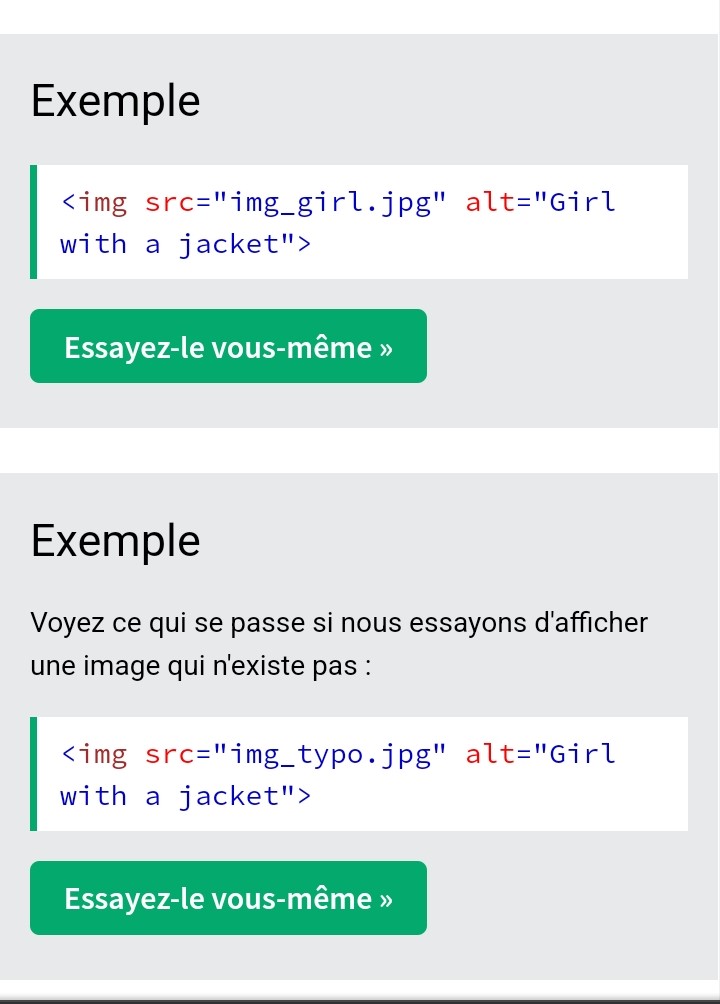 Exemple
<img src="img_girl.jpg" alt="Girl
with a jacket">
Essayez-le vous-même »
Exemple
Voyez ce qui se passe si nous essayons d'afficher
une image qui n'existe pas :
<img src="img_typo.jpg" alt="Girl
with a jacket">
Essayez-le vous-même »